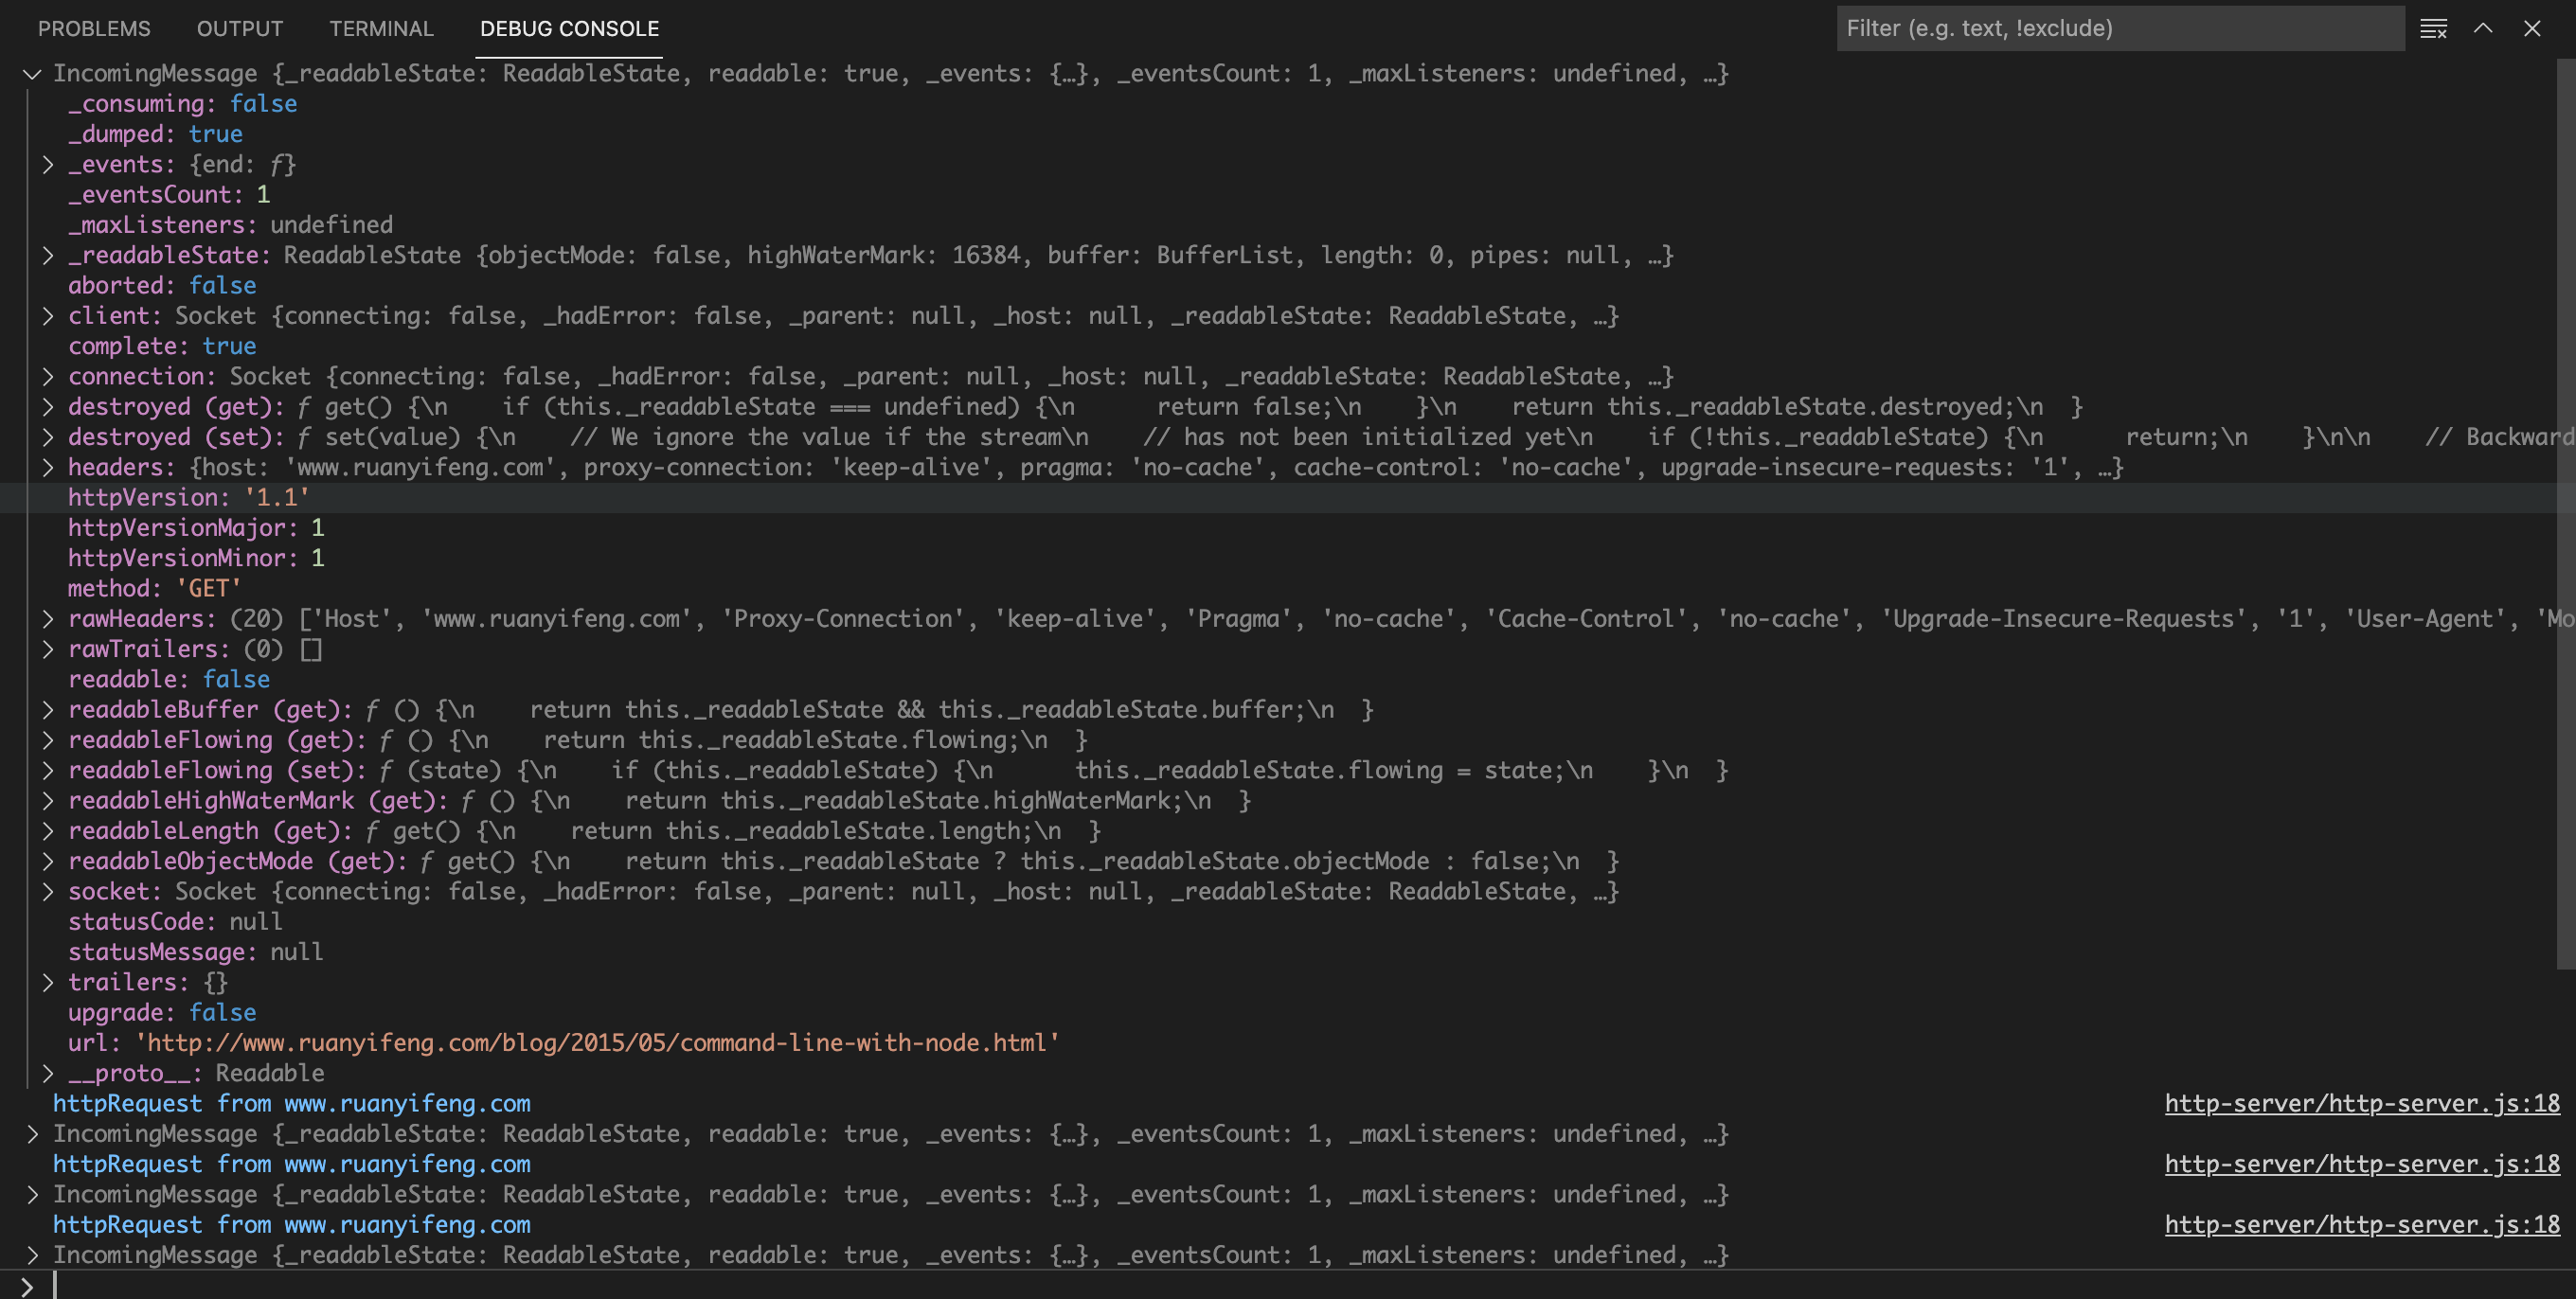 PROBLEMS OUTPUT TERMINAL DEBUG CONSOLE Filter (e.g. text, !exclude)
IncomingMessage {_readableState: ReadableState, readable: true, _events: {…}, _eventsCount: 1, _maxListeners: undefined, …}
_consuming: false
_dumped: true
_events: {end: ƒ}
_eventsCount: 1
_maxListeners: undefined
_readableState: ReadableState {objectMode: false, highWaterMark: 16384, buffer: BufferList, length: 0, pipes: null, …}
aborted: false
client: Socket {connecting: false, _hadError: false, _parent: null, _host: null, _readableState: ReadableState, …}
complete: true
connection: Socket {connecting: false, _hadError: false, _parent: null, _host: null, _readableState: ReadableState, …}
destroyed (get): ƒ get() {\n    if (this._readableState === undefined) {\n      return false;\n    }\n    return this._readableState.destroyed;\n  }
destroyed (set): ƒ set(value) {\n    // We ignore the value if the stream\n    // has not been initialized yet\n    if (!this._readableState) {\n      return;\n    }\n\n    // Backward
headers: {host: 'www.ruanyifeng.com', proxy-connection: 'keep-alive', pragma: 'no-cache', cache-control: 'no-cache', upgrade-insecure-requests: '1', …}
httpVersion: '1.1'
httpVersionMajor: 1
httpVersionMinor: 1
method: 'GET'
rawHeaders: (20) ['Host', 'www.ruanyifeng.com', 'Proxy-Connection', 'keep-alive', 'Pragma', 'no-cache', 'Cache-Control', 'no-cache', 'Upgrade-Insecure-Requests', '1', 'User-Agent', 'Mo
rawTrailers: (0) []
readable: false
readableBuffer (get): ƒ () {\n    return this._readableState && this._readableState.buffer;\n  }
readableFlowing (get): ƒ () {\n    return this._readableState.flowing;\n  }
readableFlowing (set): ƒ (state) {\n    if (this._readableState) {\n      this._readableState.flowing = state;\n    }\n  }
readableHighWaterMark (get): ƒ () {\n    return this._readableState.highWaterMark;\n  }
readableLength (get): ƒ get() {\n    return this._readableState.length;\n  }
readableObjectMode (get): ƒ get() {\n    return this._readableState ? this._readableState.objectMode : false;\n  }
socket: Socket {connecting: false, _hadError: false, _parent: null, _host: null, _readableState: ReadableState, …}
statusCode: null
statusMessage: null
trailers: {}
upgrade: false
url: 'http://www.ruanyifeng.com/blog/2015/05/command-line-with-node.html'
__proto__: Readable
httpRequest from www.ruanyifeng.com http-server/http-server.js:18
IncomingMessage {_readableState: ReadableState, readable: true, _events: {…}, _eventsCount: 1, _maxListeners: undefined, …}
httpRequest from www.ruanyifeng.com http-server/http-server.js:18
IncomingMessage {_readableState: ReadableState, readable: true, _events: {…}, _eventsCount: 1, _maxListeners: undefined, …}
httpRequest from www.ruanyifeng.com http-server/http-server.js:18
IncomingMessage {_readableState: ReadableState, readable: true, _events: {…}, _eventsCount: 1, _maxListeners: undefined, …}